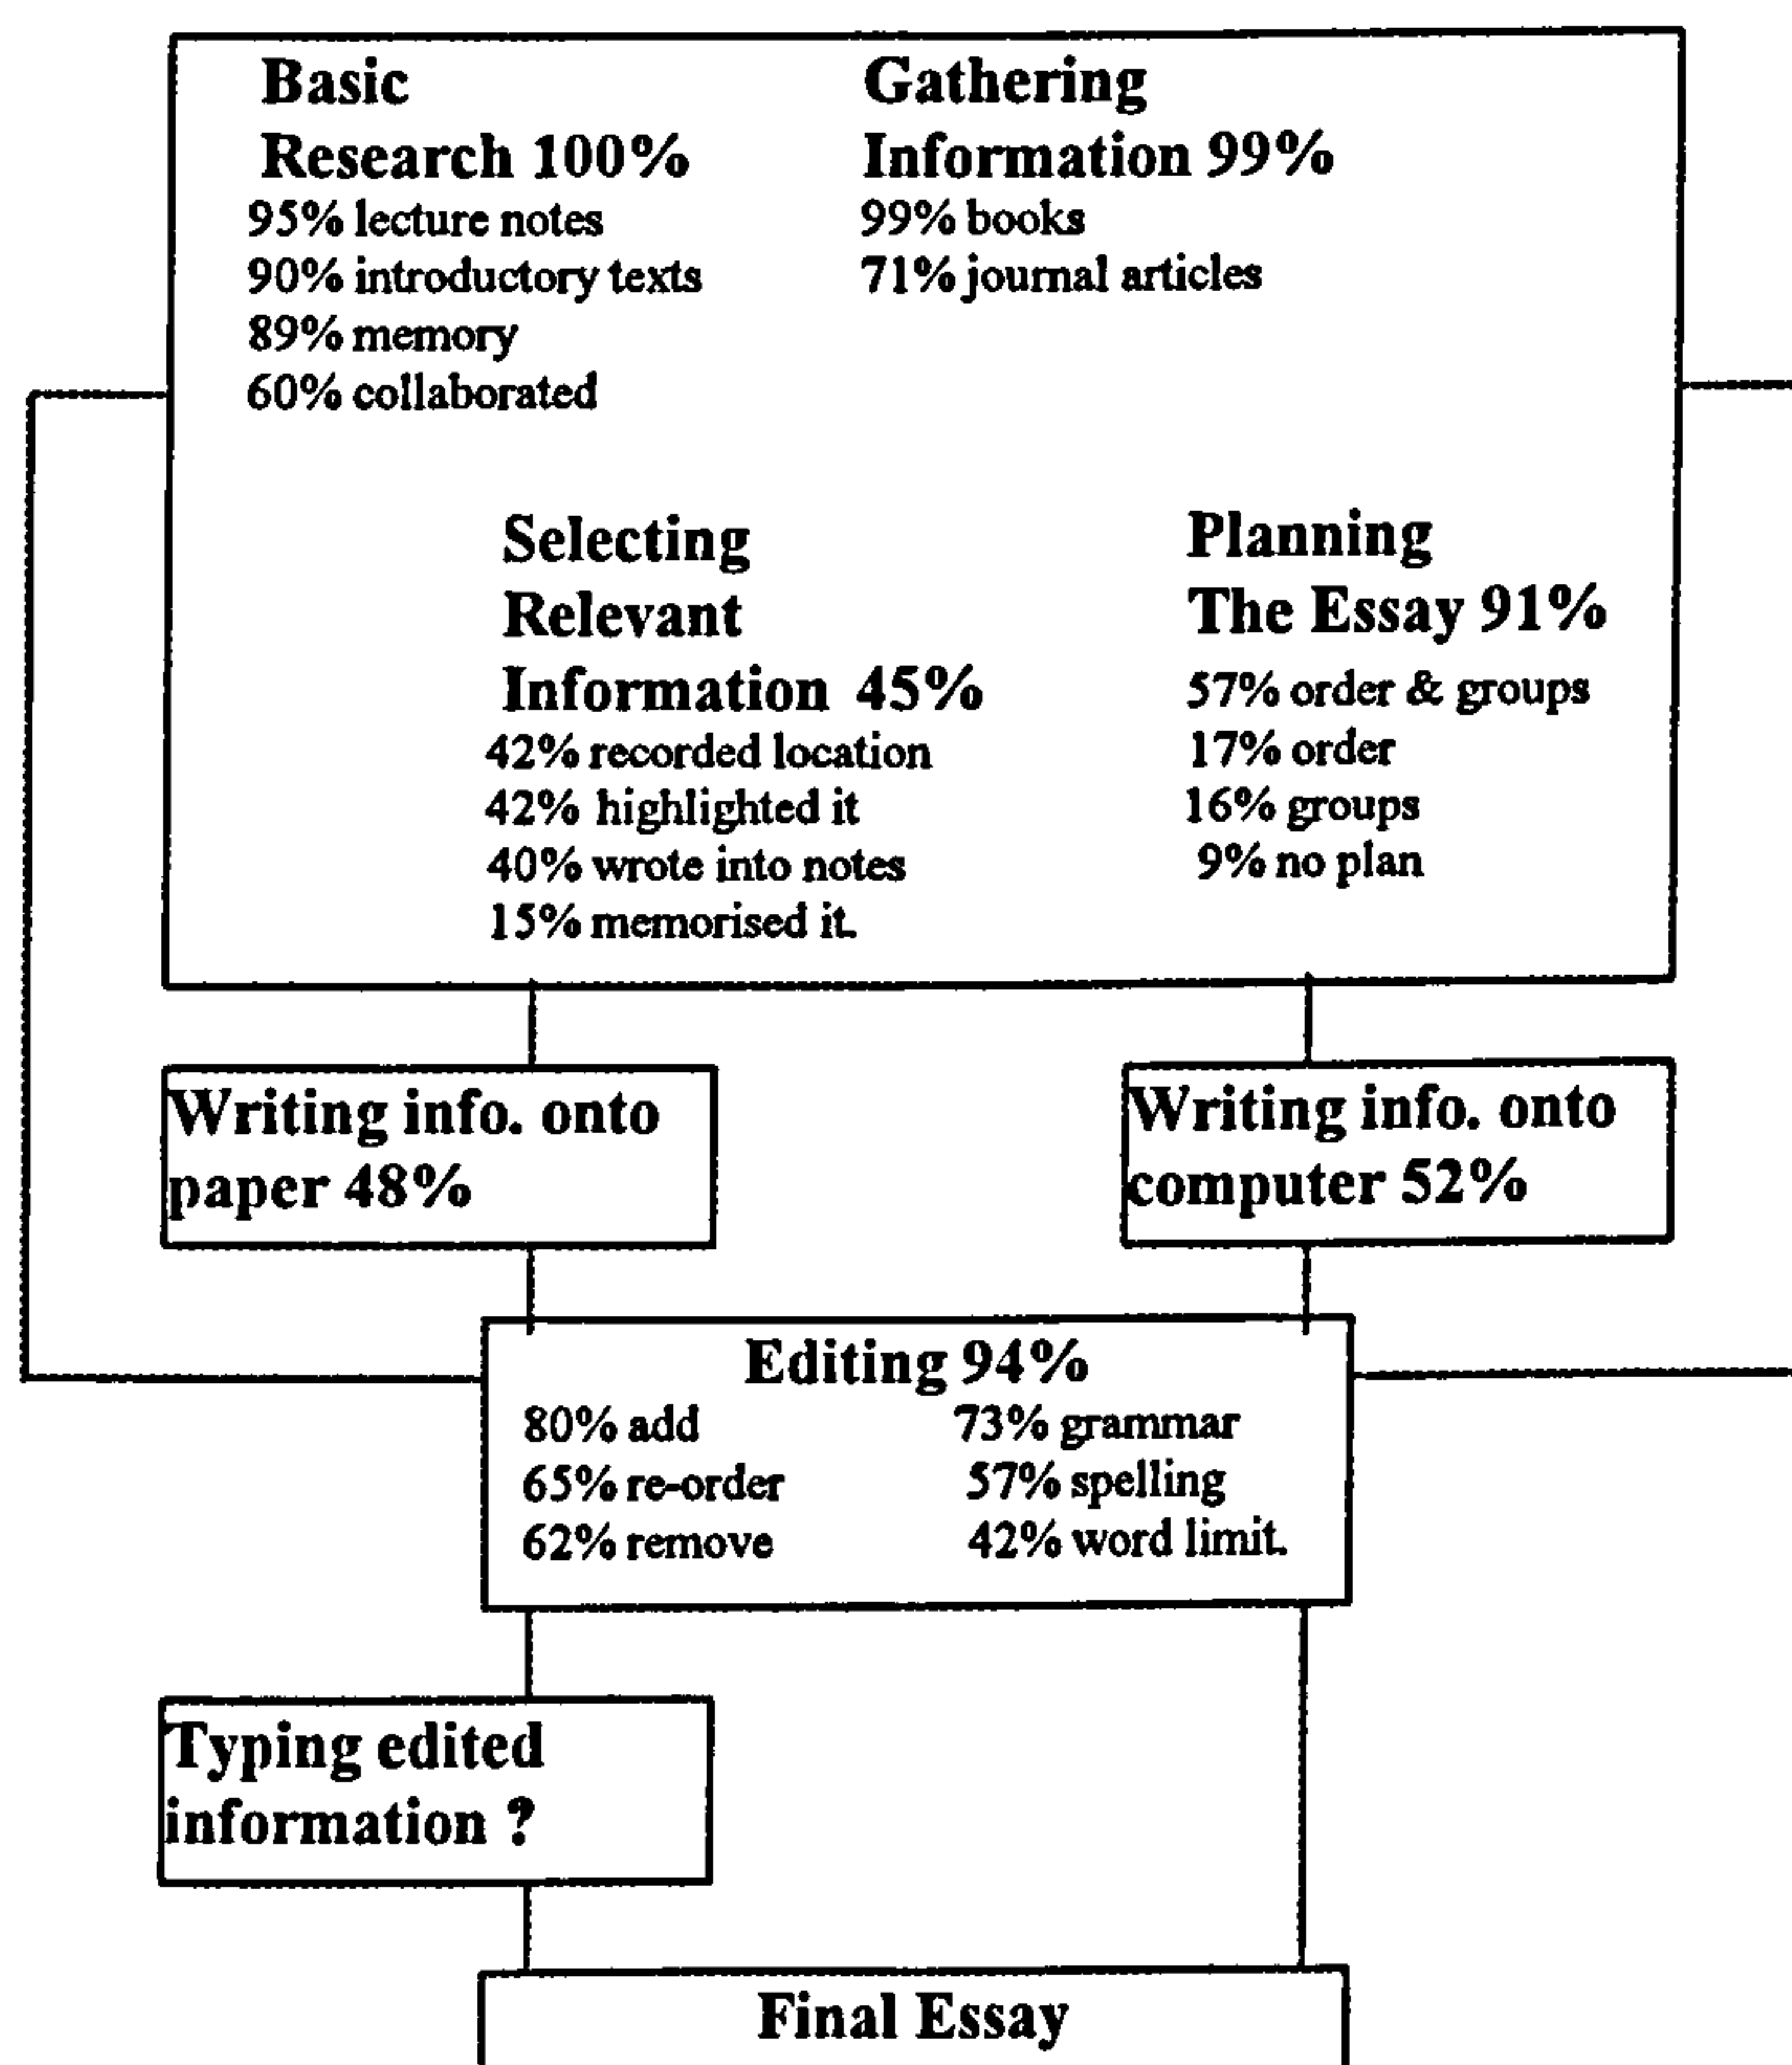 Basic
Research 100%
95% lecture notes
90% introductory texts
89% memory
60% collaborated
Gathering
Information 99%
99% books
71% journal articles
Selecting
Relevant
Information 45%
42% recorded location
42% highlighted it
40% wrote into notes
15% memorised it.
Planning
The Essay 91%
57% order & groups
17% order
16% groups
9% no plan
Writing info. onto
paper 48%
Writing info. onto
computer 52%
Editing 94%
80% add
65% re-order
62% remove
73% grammar
57% spelling
42% word limit.
Typing edited
information ?
Final Essay